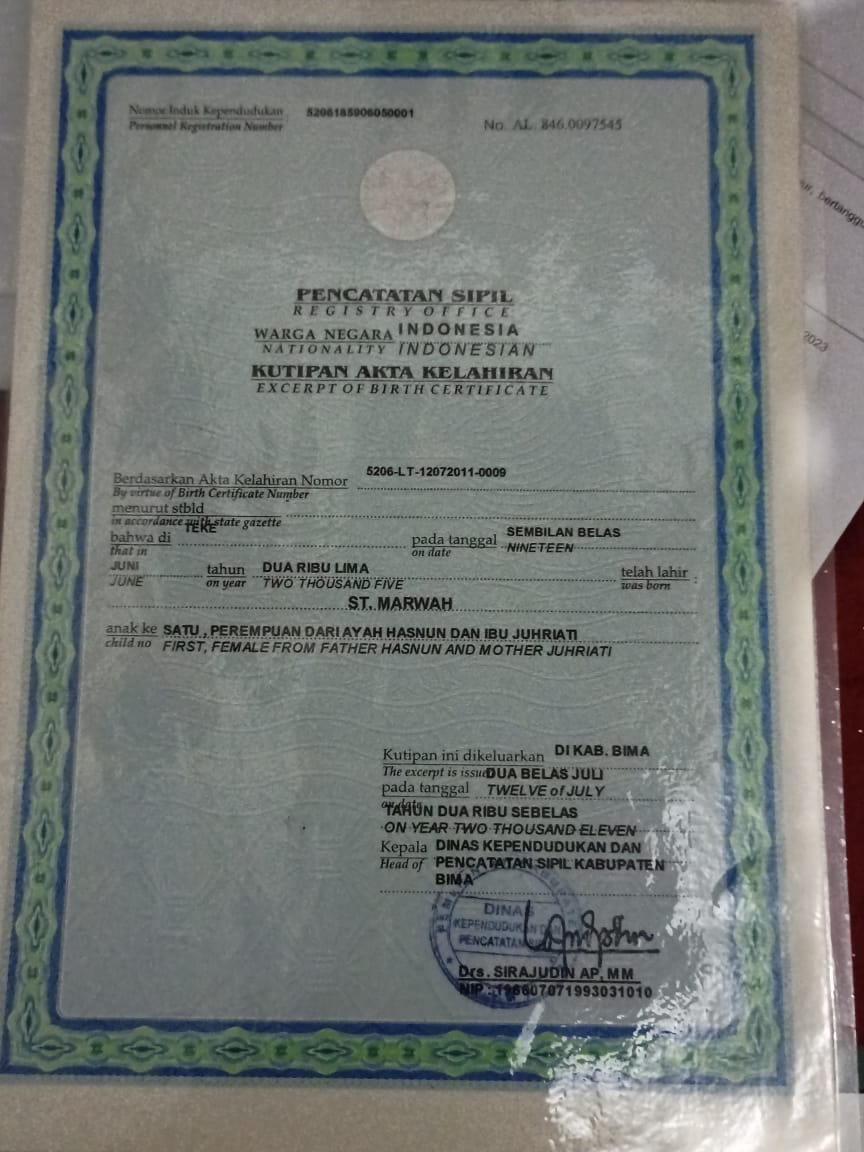 Nomor Induk Kependudukan 5206185906050001
Personnel Registration Number
No. AL. 846.0097545
PENCATATAN SIPIL
REGISTRY OFFICE
WARGA NEGARA INDONESIA
NATIONALITY INDONESIAN
KUTIPAN AKTA KELAHIRAN
EXCERPT OF BIRTH CERTIFICATE
Berdasarkan Akta Kelahiran Nomor 5206-LT-12072011-0009
By virtue of Birth Certificate Number
menurut stbld
in accordance with state gazette
bahwa di TEKE pada tanggal SEMBILAN BELAS
that in on date NINETEEN
JUNI tahun DUA RIBU LIMA telah lahir
JUNE on year TWO THOUSAND FIVE was born :
ST. MARWAH
anak ke SATU , PEREMPUAN DARI AYAH HASNUN DAN IBU JUHRIATI
child no FIRST, FEMALE FROM FATHER HASNUN AND MOTHER JUHRIATI
Kutipan ini dikeluarkan DI KAB. BIMA
The excerpt is issued
pada tanggal DUA BELAS JULI
on date TWELVE of JULY
TAHUN DUA RIBU SEBELAS
ON YEAR TWO THOUSAND ELEVEN
Kepala DINAS KEPENDUDUKAN DAN
Head of PENCATATAN SIPIL KABUPATEN
BIMA
DINAS
KEPENDUDUKAN DAN
PENCATATAN
Drs. SIRAJUDIN AP, MM
NIP : 196607071993031010
bertanggu
2023